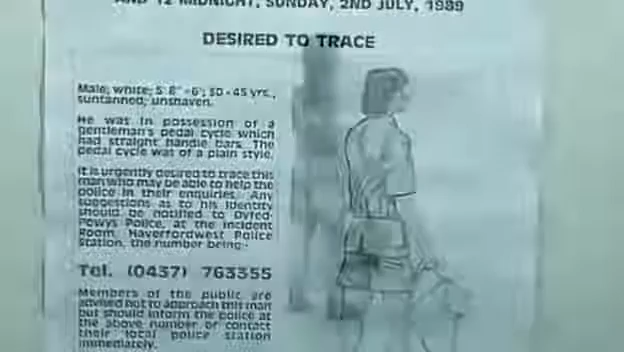 AND 12 MIDNIGHT, SUNDAY, 2ND JULY, 1989
DESIRED TO TRACE
Male; white; 5' 8" - 6'; 30 - 45 yrs.,
suntanned; unshaven.
He was in possession of a
gentleman's pedal cycle which
had straight handle bars. The
pedal cycle was of a plain style.
It is urgently desired to trace this
man who may be able to help the
police in their enquiries. Any
suggestions as to his identity
should be notified to Dyfed-
Powys Police, at the Incident
Room, Haverfordwest Police
station, the number being:-
Tel. (0437) 763355
Members of the public are
advised not to approach this man
but should inform the police at
the above number or contact
their local police station
immediately.